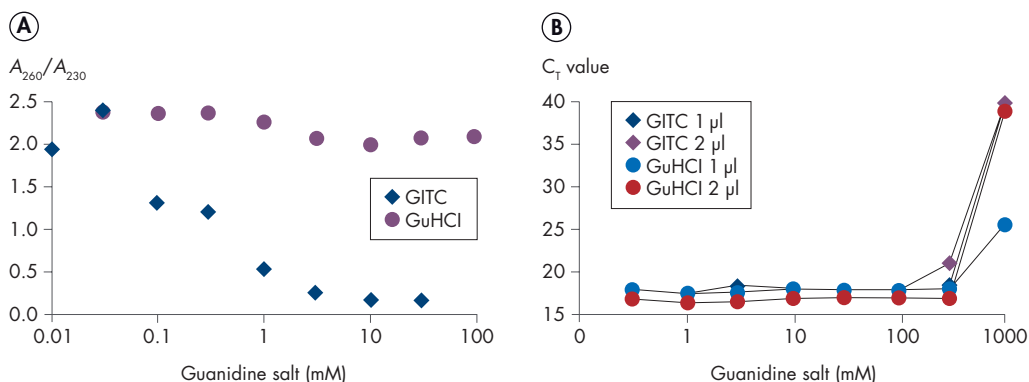 A
A260/A230
2.5
2.0
1.5
1.0
0.5
0.0
0.01 0.1 1 10 100
Guanidine salt (mM)
GITC
GuHCl
B
CT value
40
35
30
25
20
15
0 1 10 100 1000
Guanidine salt (mM)
GITC 1 µl
GITC 2 µl
GuHCl 1 µl
GuHCl 2 µl